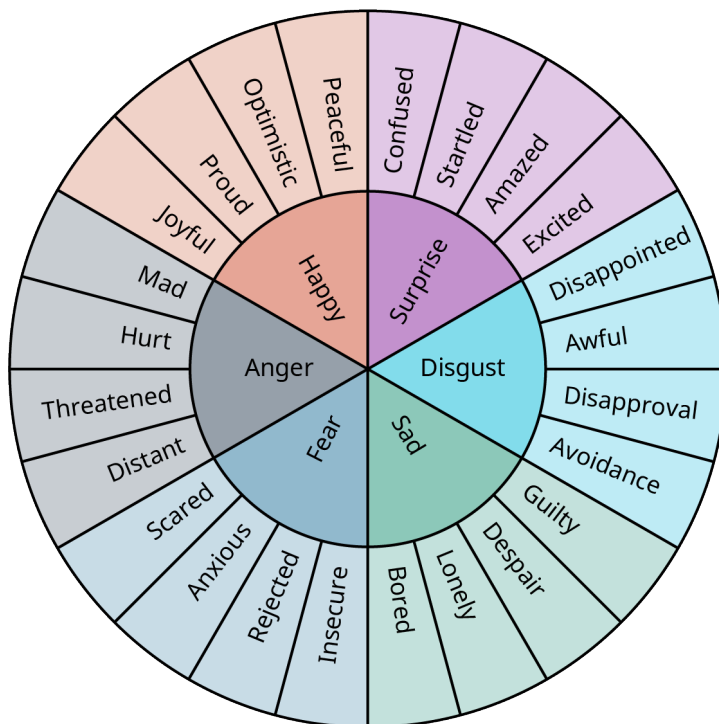 Happy
Surprise
Disgust
Sad
Fear
Anger
Peaceful
Optimistic
Proud
Joyful
Confused
Startled
Amazed
Excited
Disappointed
Awful
Disapproval
Avoidance
Guilty
Despair
Lonely
Bored
Insecure
Rejected
Anxious
Scared
Distant
Threatened
Hurt
Mad